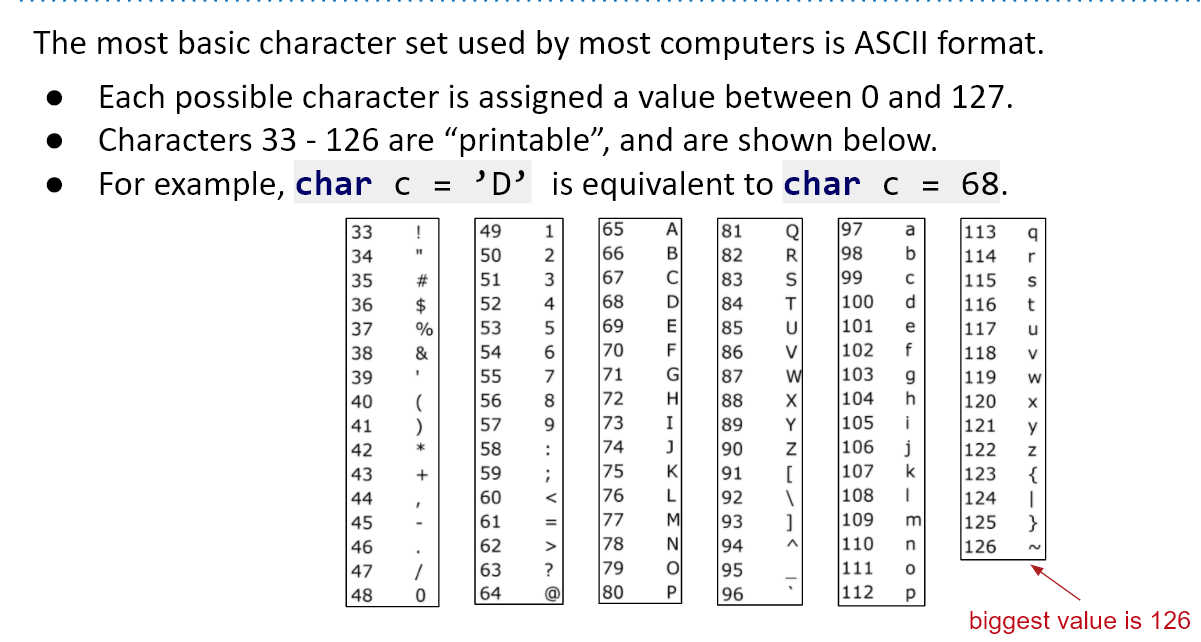 The most basic character set used by most computers is ASCII format.
● Each possible character is assigned a value between 0 and 127.
● Characters 33 - 126 are “printable”, and are shown below.
● For example, char c = ’D’ is equivalent to char c = 68.
33 ! 49 1 65 A 81 Q 97 a 113 q
34 " 50 2 66 B 82 R 98 b 114 r
35 # 51 3 67 C 83 S 99 c 115 s
36 $ 52 4 68 D 84 T 100 d 116 t
37 % 53 5 69 E 85 U 101 e 117 u
38 & 54 6 70 F 86 V 102 f 118 v
39 ' 55 7 71 G 87 W 103 g 119 w
40 ( 56 8 72 H 88 X 104 h 120 x
41 ) 57 9 73 I 89 Y 105 i 121 y
42 * 58 : 74 J 90 Z 106 j 122 z
43 + 59 ; 75 K 91 [ 107 k 123 {
44 , 60 < 76 L 92 \ 108 l 124 |
45 - 61 = 77 M 93 ] 109 m 125 }
46 . 62 > 78 N 94 ^ 110 n 126 ~
47 / 63 ? 79 O 95 _ 111 o
48 0 64 @ 80 P 96 ` 112 p
biggest value is 126